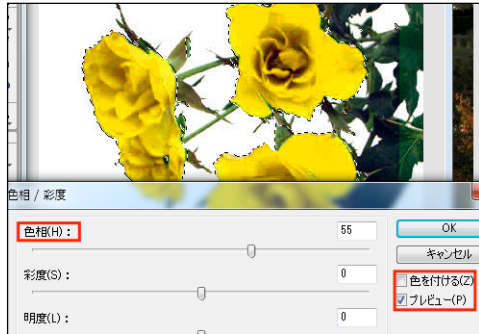 色相 / 彩度
色相(H)： 55
OK
キャンセル
彩度(S)： 0
色を付ける(Z)
プレビュー(P)
明度(L)： 0